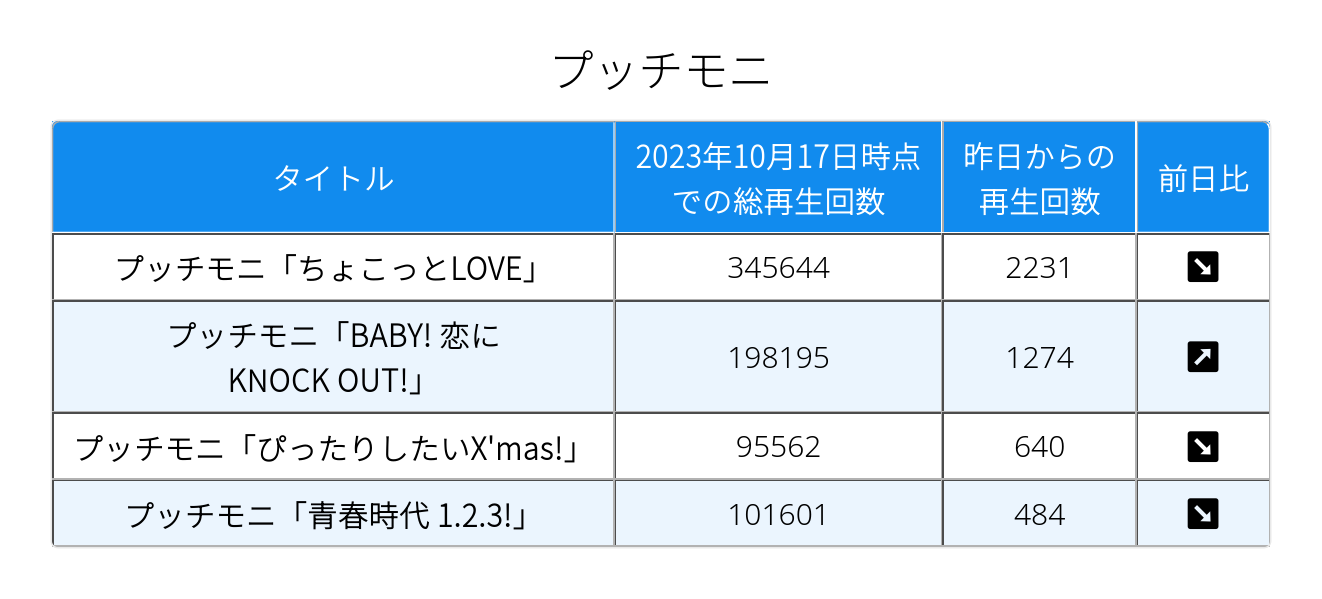 プッチモニ
タイトル
2023年10月17日時点
での総再生回数
昨日からの
再生回数
前日比
プッチモニ「ちょこっとLOVE」
345644
2231
プッチモニ「BABY! 恋に
KNOCK OUT!」
198195
1274
プッチモニ「ぴったりしたいX'mas!」
95562
640
プッチモニ「青春時代 1.2.3!」
101601
484